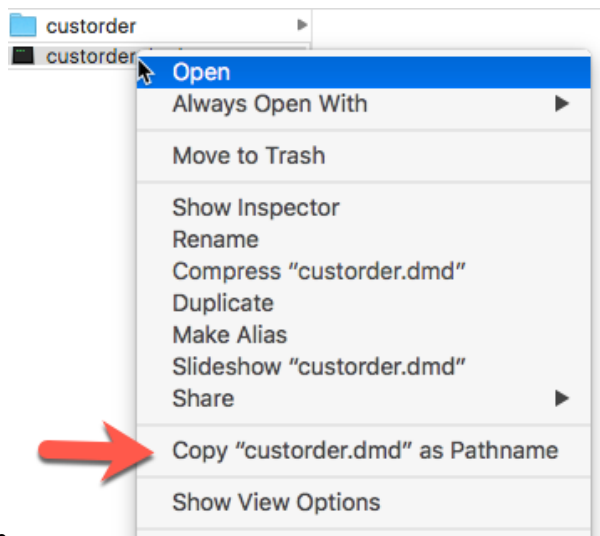 custorder
custorder
Open
Always Open With
Move to Trash
Show Inspector
Rename
Compress “custorder.dmd”
Duplicate
Make Alias
Slideshow “custorder.dmd”
Share
Copy “custorder.dmd” as Pathname
Show View Options